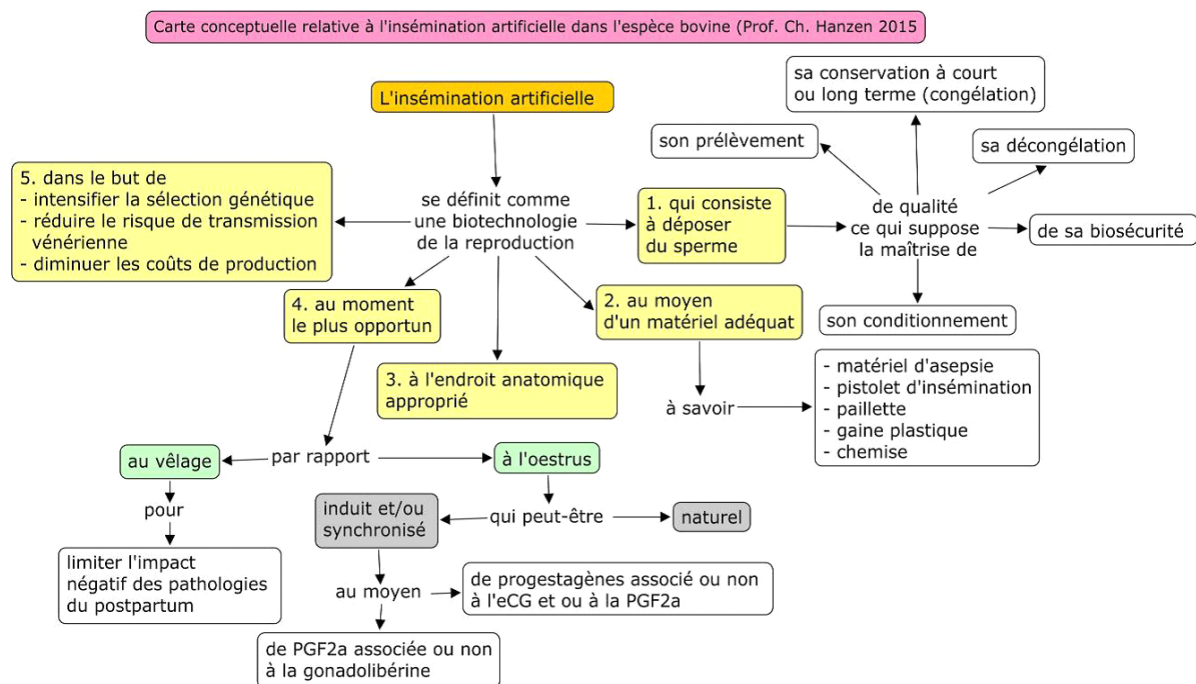 Carte conceptuelle relative à l'insémination artificielle dans l'espèce bovine (Prof. Ch. Hanzen 2015
L'insémination artificielle
se définit comme
une biotechnologie
de la reproduction
1. qui consiste
à déposer
du sperme
de qualité
ce qui suppose
la maîtrise de
son prélèvement
sa conservation à court
ou long terme (congélation)
sa décongélation
de sa biosécurité
son conditionnement
2. au moyen
d'un matériel adéquat
à savoir
- matériel d'asepsie
- pistolet d'insémination
- paillette
- gaine plastique
- chemise
3. à l'endroit anatomique
approprié
4. au moment
le plus opportun
par rapport
au vêlage
pour
limiter l'impact
négatif des pathologies
du postpartum
à l'oestrus
qui peut-être
naturel
induit et/ou
synchronisé
au moyen
de progestagènes associé ou non
à l'eCG et ou à la PGF2a
de PGF2a associée ou non
à la gonadolibérine
5. dans le but de
- intensifier la sélection génétique
- réduire le risque de transmission
vénérienne
- diminuer les coûts de production